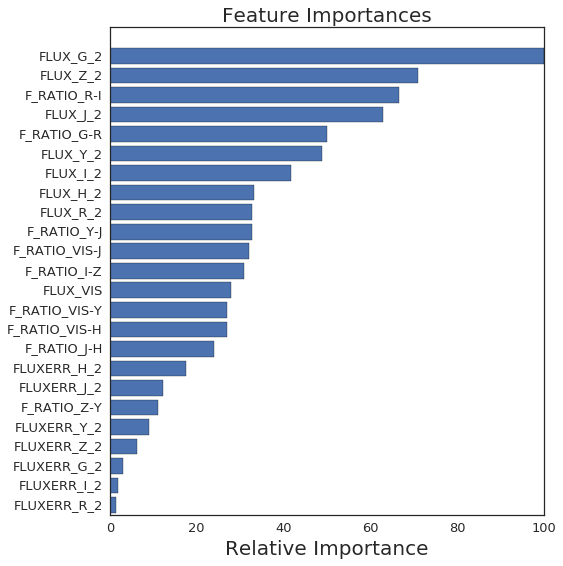 Feature Importances
FLUX_G_2
FLUX_Z_2
F_RATIO_R-I
FLUX_J_2
F_RATIO_G-R
FLUX_Y_2
FLUX_I_2
FLUX_H_2
FLUX_R_2
F_RATIO_Y-J
F_RATIO_VIS-J
F_RATIO_I-Z
FLUX_VIS
F_RATIO_VIS-Y
F_RATIO_VIS-H
F_RATIO_J-H
FLUXERR_H_2
FLUXERR_J_2
F_RATIO_Z-Y
FLUXERR_Y_2
FLUXERR_Z_2
FLUXERR_G_2
FLUXERR_I_2
FLUXERR_R_2
0 20 40 60 80 100
Relative Importance